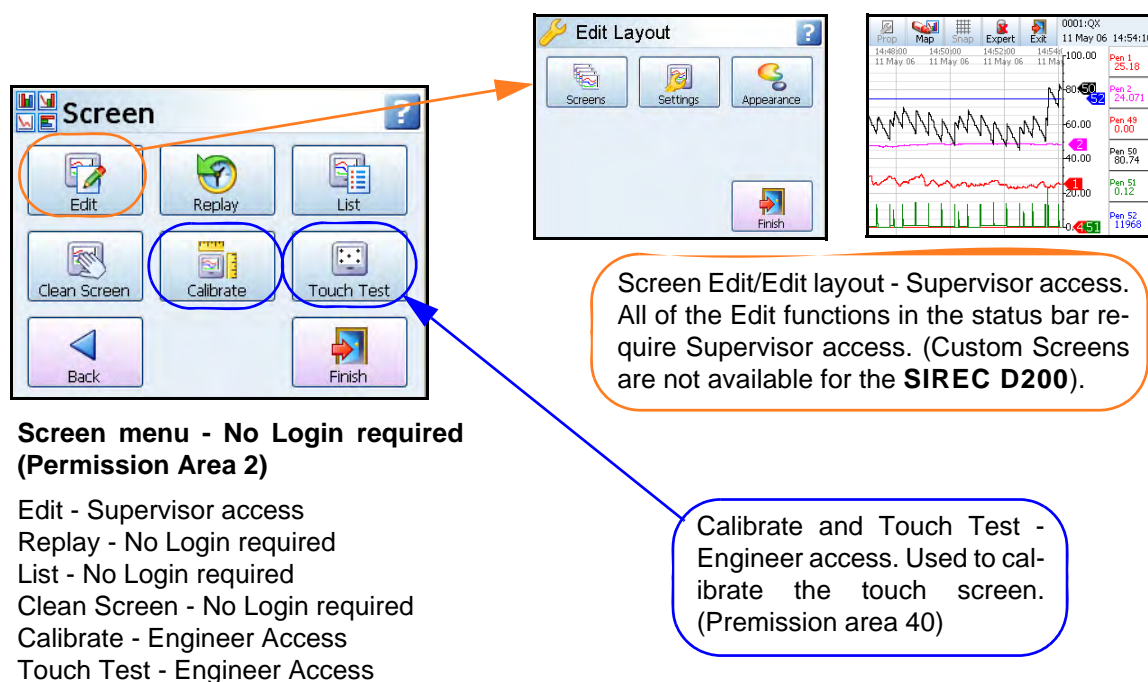 Screen
?
Edit
Replay
List
Clean Screen
Calibrate
Touch Test
Back
Finish
Edit Layout
?
Screens
Settings
Appearance
Finish
Prop
Map
Snap
Expert
Exit
0001:QX
11 May 06 14:54:10
14:48:00
14:50:00
14:52:00
11 May 06
11 May 06
11 May 06
100.00
60.00
40.00
50
52
2
1
Pen 1
25.18
Pen 2
24.071
Pen 49
0.00
Pen 50
80.74
Pen 51
0.12
Pen 52
11968
Screen Edit/Edit layout - Supervisor access.
All of the Edit functions in the status bar re-
quire Supervisor access. (Custom Screens
are not available for the SIREC D200).
Screen menu - No Login required
(Permission Area 2)
Edit - Supervisor access
Replay - No Login required
List - No Login required
Clean Screen - No Login required
Calibrate - Engineer Access
Touch Test - Engineer Access
Calibrate and Touch Test -
Engineer access. Used to cal-
ibrate the touch screen.
(Premission area 40)